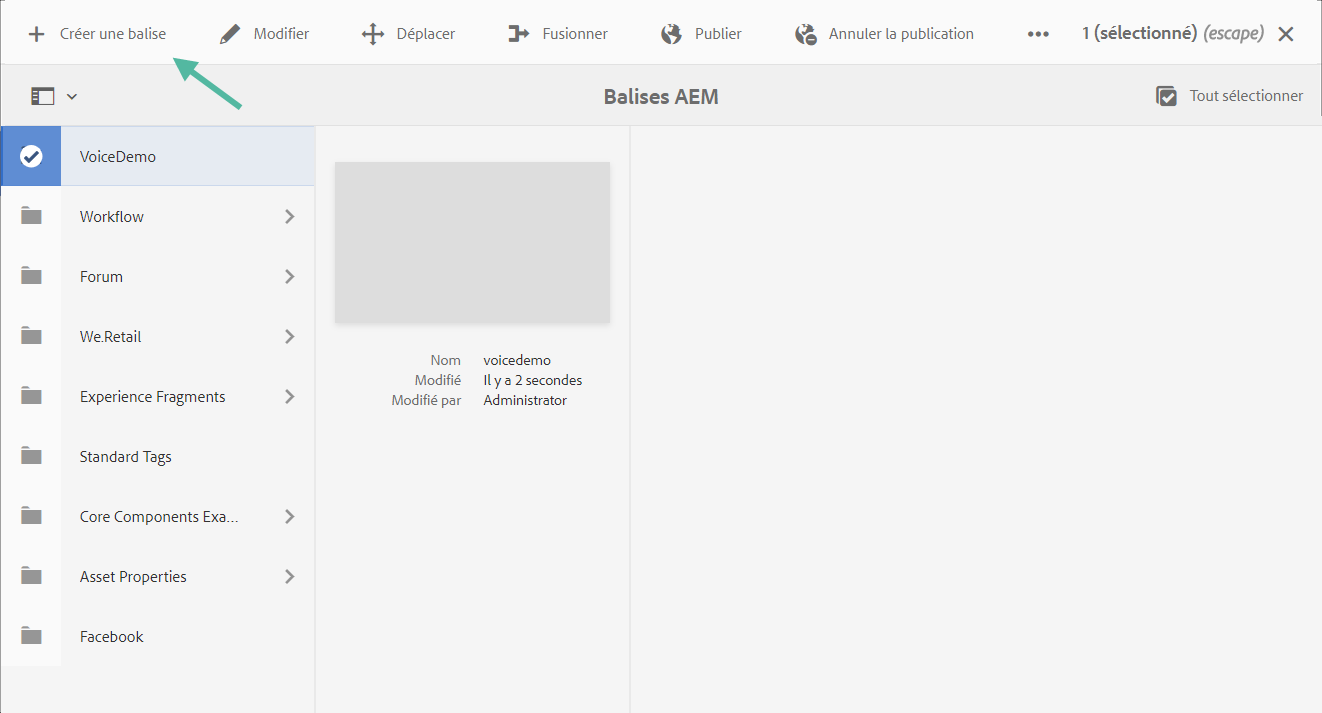 Créer une balise Modifier Déplacer Fusionner Publier Annuler la publication 1 (sélectionné) (escape)
Balises AEM Tout sélectionner
VoiceDemo
Workflow
Forum
We.Retail
Experience Fragments
Standard Tags
Core Components Exa...
Asset Properties
Facebook
Nom voicedemo
Modifié Il y a 2 secondes
Modifié par Administrator